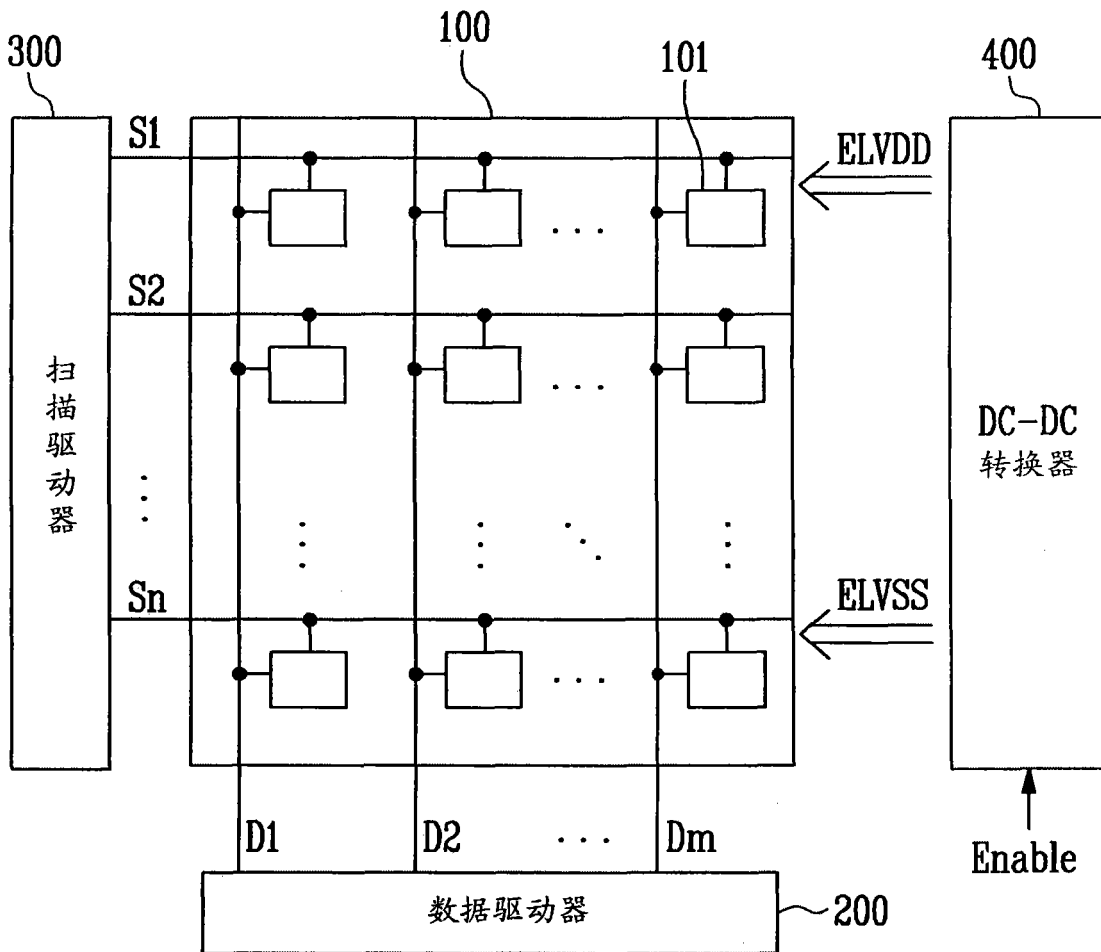 300
100
101
400
S1
ELVDD
S2
扫描驱动器
DC-DC
转换器
Sn
ELVSS
D1
D2
Dm
Enable
数据驱动器
200